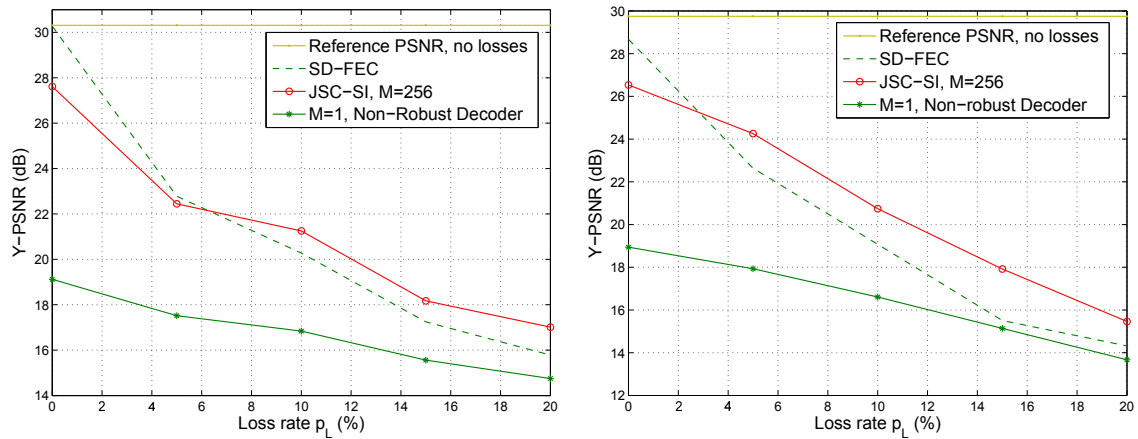 30
28
26
24
22
20
18
16
14
Y−PSNR (dB)
0 2 4 6 8 10 12 14 16 18 20
Loss rate pL (%)
Reference PSNR, no losses
SD−FEC
JSC−SI, M=256
M=1, Non−Robust Decoder
30
28
26
24
22
20
18
16
14
12
Y−PSNR (dB)
0 2 4 6 8 10 12 14 16 18 20
Loss rate pL (%)
Reference PSNR, no losses
SD−FEC
JSC−SI, M=256
M=1, Non−Robust Decoder